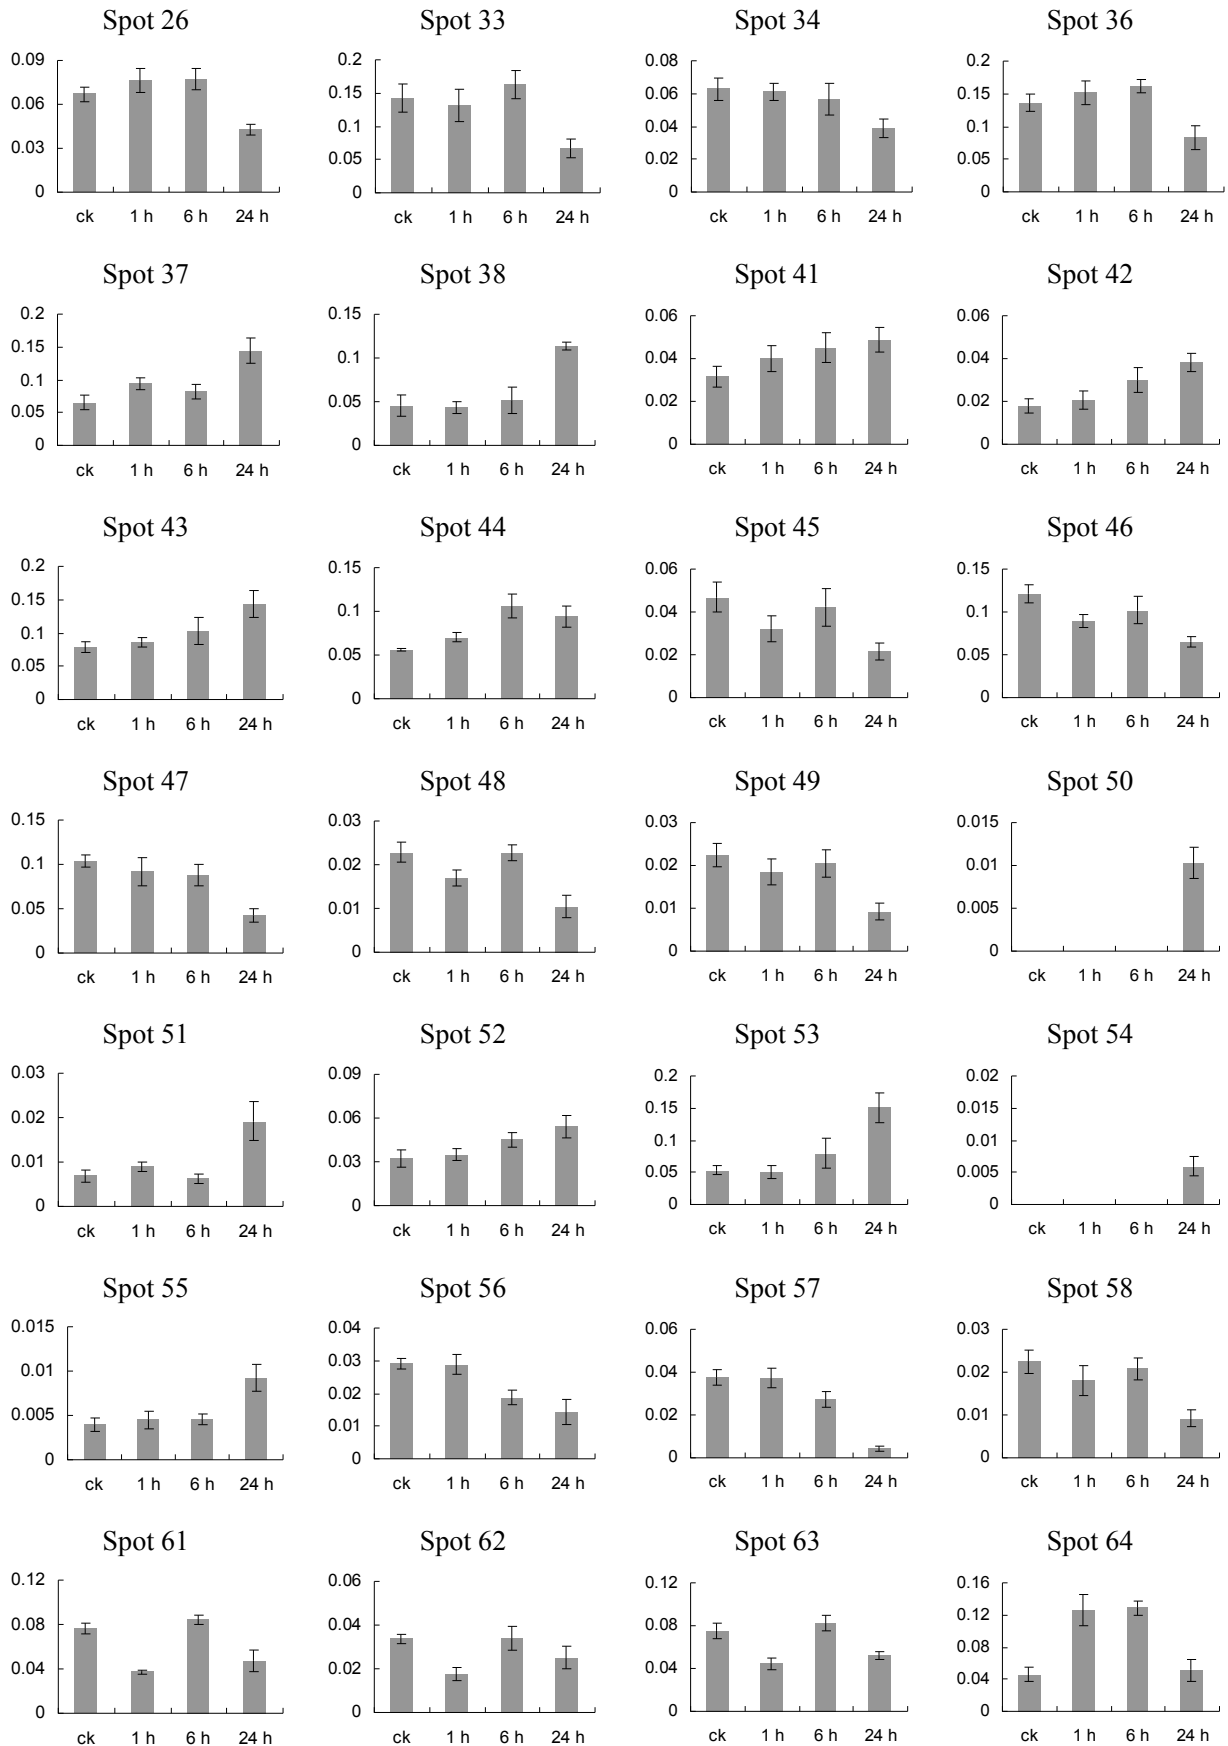 Spot 26 Spot 33 Spot 34 Spot 36
0.09 0.2 0.08 0.2
0.06 0.15 0.06 0.15
0.03 0.1 0.04 0.1
0 0.05 0.02 0.05
0 0 0
ck 1 h 6 h 24 h ck 1 h 6 h 24 h ck 1 h 6 h 24 h ck 1 h 6 h 24 h
Spot 37 Spot 38 Spot 41 Spot 42
0.2 0.15 0.06 0.06
0.15 0.1 0.04 0.04
0.1 0.05 0.02 0.02
0.05 0 0 0
0
ck 1 h 6 h 24 h ck 1 h 6 h 24 h ck 1 h 6 h 24 h ck 1 h 6 h 24 h
Spot 43 Spot 44 Spot 45 Spot 46
0.2 0.15 0.06 0.15
0.15 0.1 0.04 0.1
0.1 0.05 0.02 0.05
0.05 0 0 0
0
ck 1 h 6 h 24 h ck 1 h 6 h 24 h ck 1 h 6 h 24 h ck 1 h 6 h 24 h
Spot 47 Spot 48 Spot 49 Spot 50
0.15 0.03 0.03 0.015
0.1 0.02 0.02 0.010
0.05 0.01 0.01 0.005
0 0 0 0
ck 1 h 6 h 24 h ck 1 h 6 h 24 h ck 1 h 6 h 24 h ck 1 h 6 h 24 h
Spot 51 Spot 52 Spot 53 Spot 54
0.03 0.09 0.2 0.02
0.02 0.06 0.15 0.015
0.01 0.03 0.1 0.01
0 0 0.05 0.005
0 0
ck 1 h 6 h 24 h ck 1 h 6 h 24 h ck 1 h 6 h 24 h ck 1 h 6 h 24 h
Spot 55 Spot 56 Spot 57 Spot 58
0.015 0.04 0.06 0.03
0.01 0.03 0.04 0.02
0.005 0.02 0.02 0.01
0 0.01 0 0
0
ck 1 h 6 h 24 h ck 1 h 6 h 24 h ck 1 h 6 h 24 h ck 1 h 6 h 24 h
Spot 61 Spot 62 Spot 63 Spot 64
0.12 0.06 0.12 0.16
0.08 0.04 0.08 0.12
0.04 0.02 0.04 0.08
0 0 0 0.04
0
ck 1 h 6 h 24 h ck 1 h 6 h 24 h ck 1 h 6 h 24 h ck 1 h 6 h 24 h